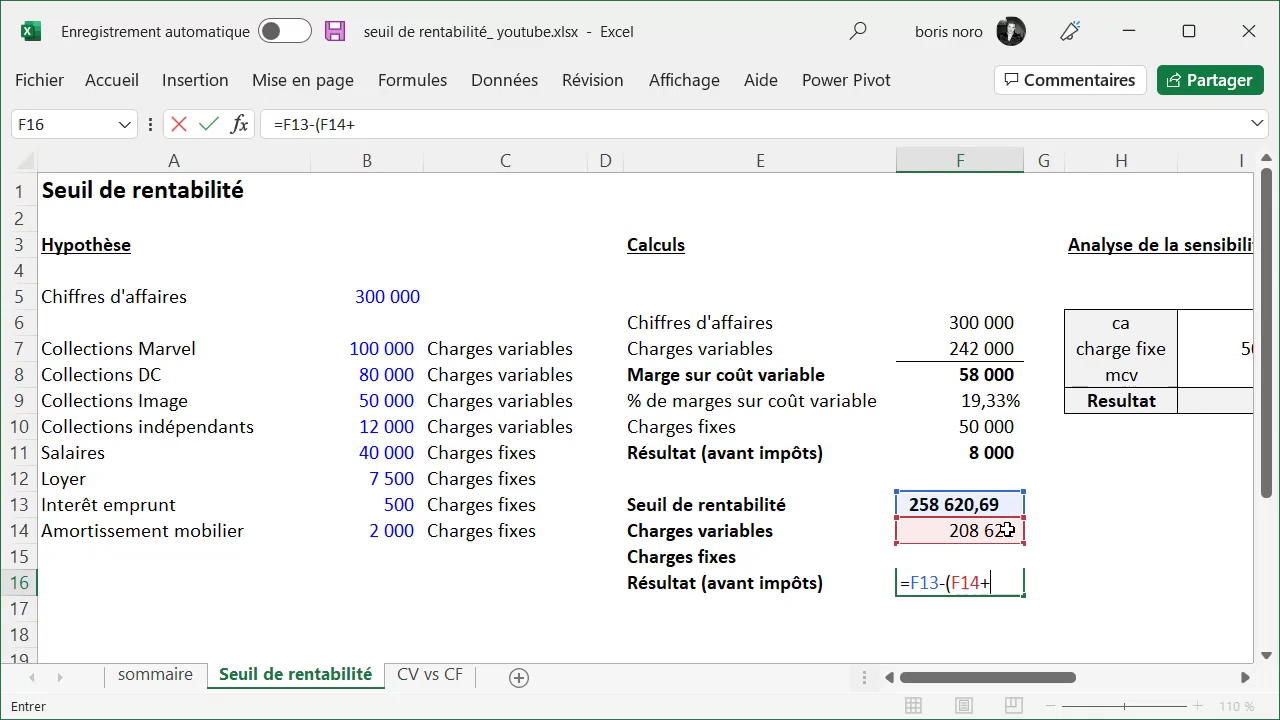 Enregistrement automatique seuil de rentabilité_ youtube.xlsx - Excel boris noro
Fichier Accueil Insertion Mise en page Formules Données Révision Affichage Aide Power Pivot Commentaires Partager
F16 fx =F13-(F14+
A B C D E F G H I
1 Seuil de rentabilité
2
3 Hypothèse Calculs Analyse de la sensibili
4
5 Chiffres d'affaires 300 000
6 Chiffres d'affaires 300 000 ca
7 Collections Marvel 100 000 Charges variables Charges variables 242 000 charge fixe 50
8 Collections DC 80 000 Charges variables Marge sur coût variable 58 000 mcv
9 Collections Image 50 000 Charges variables % de marges sur coût variable 19,33% Resultat
10 Collections indépendants 12 000 Charges variables Charges fixes 50 000
11 Salaires 40 000 Charges fixes Résultat (avant impôts) 8 000
12 Loyer 7 500 Charges fixes
13 Interêt emprunt 500 Charges fixes Seuil de rentabilité 258 620,69
14 Amortissement mobilier 2 000 Charges fixes Charges variables 208 62
15 Charges fixes
16 Résultat (avant impôts) =F13-(F14+
17
18
19
sommaire Seuil de rentabilité CV vs CF
Entrer 110 %